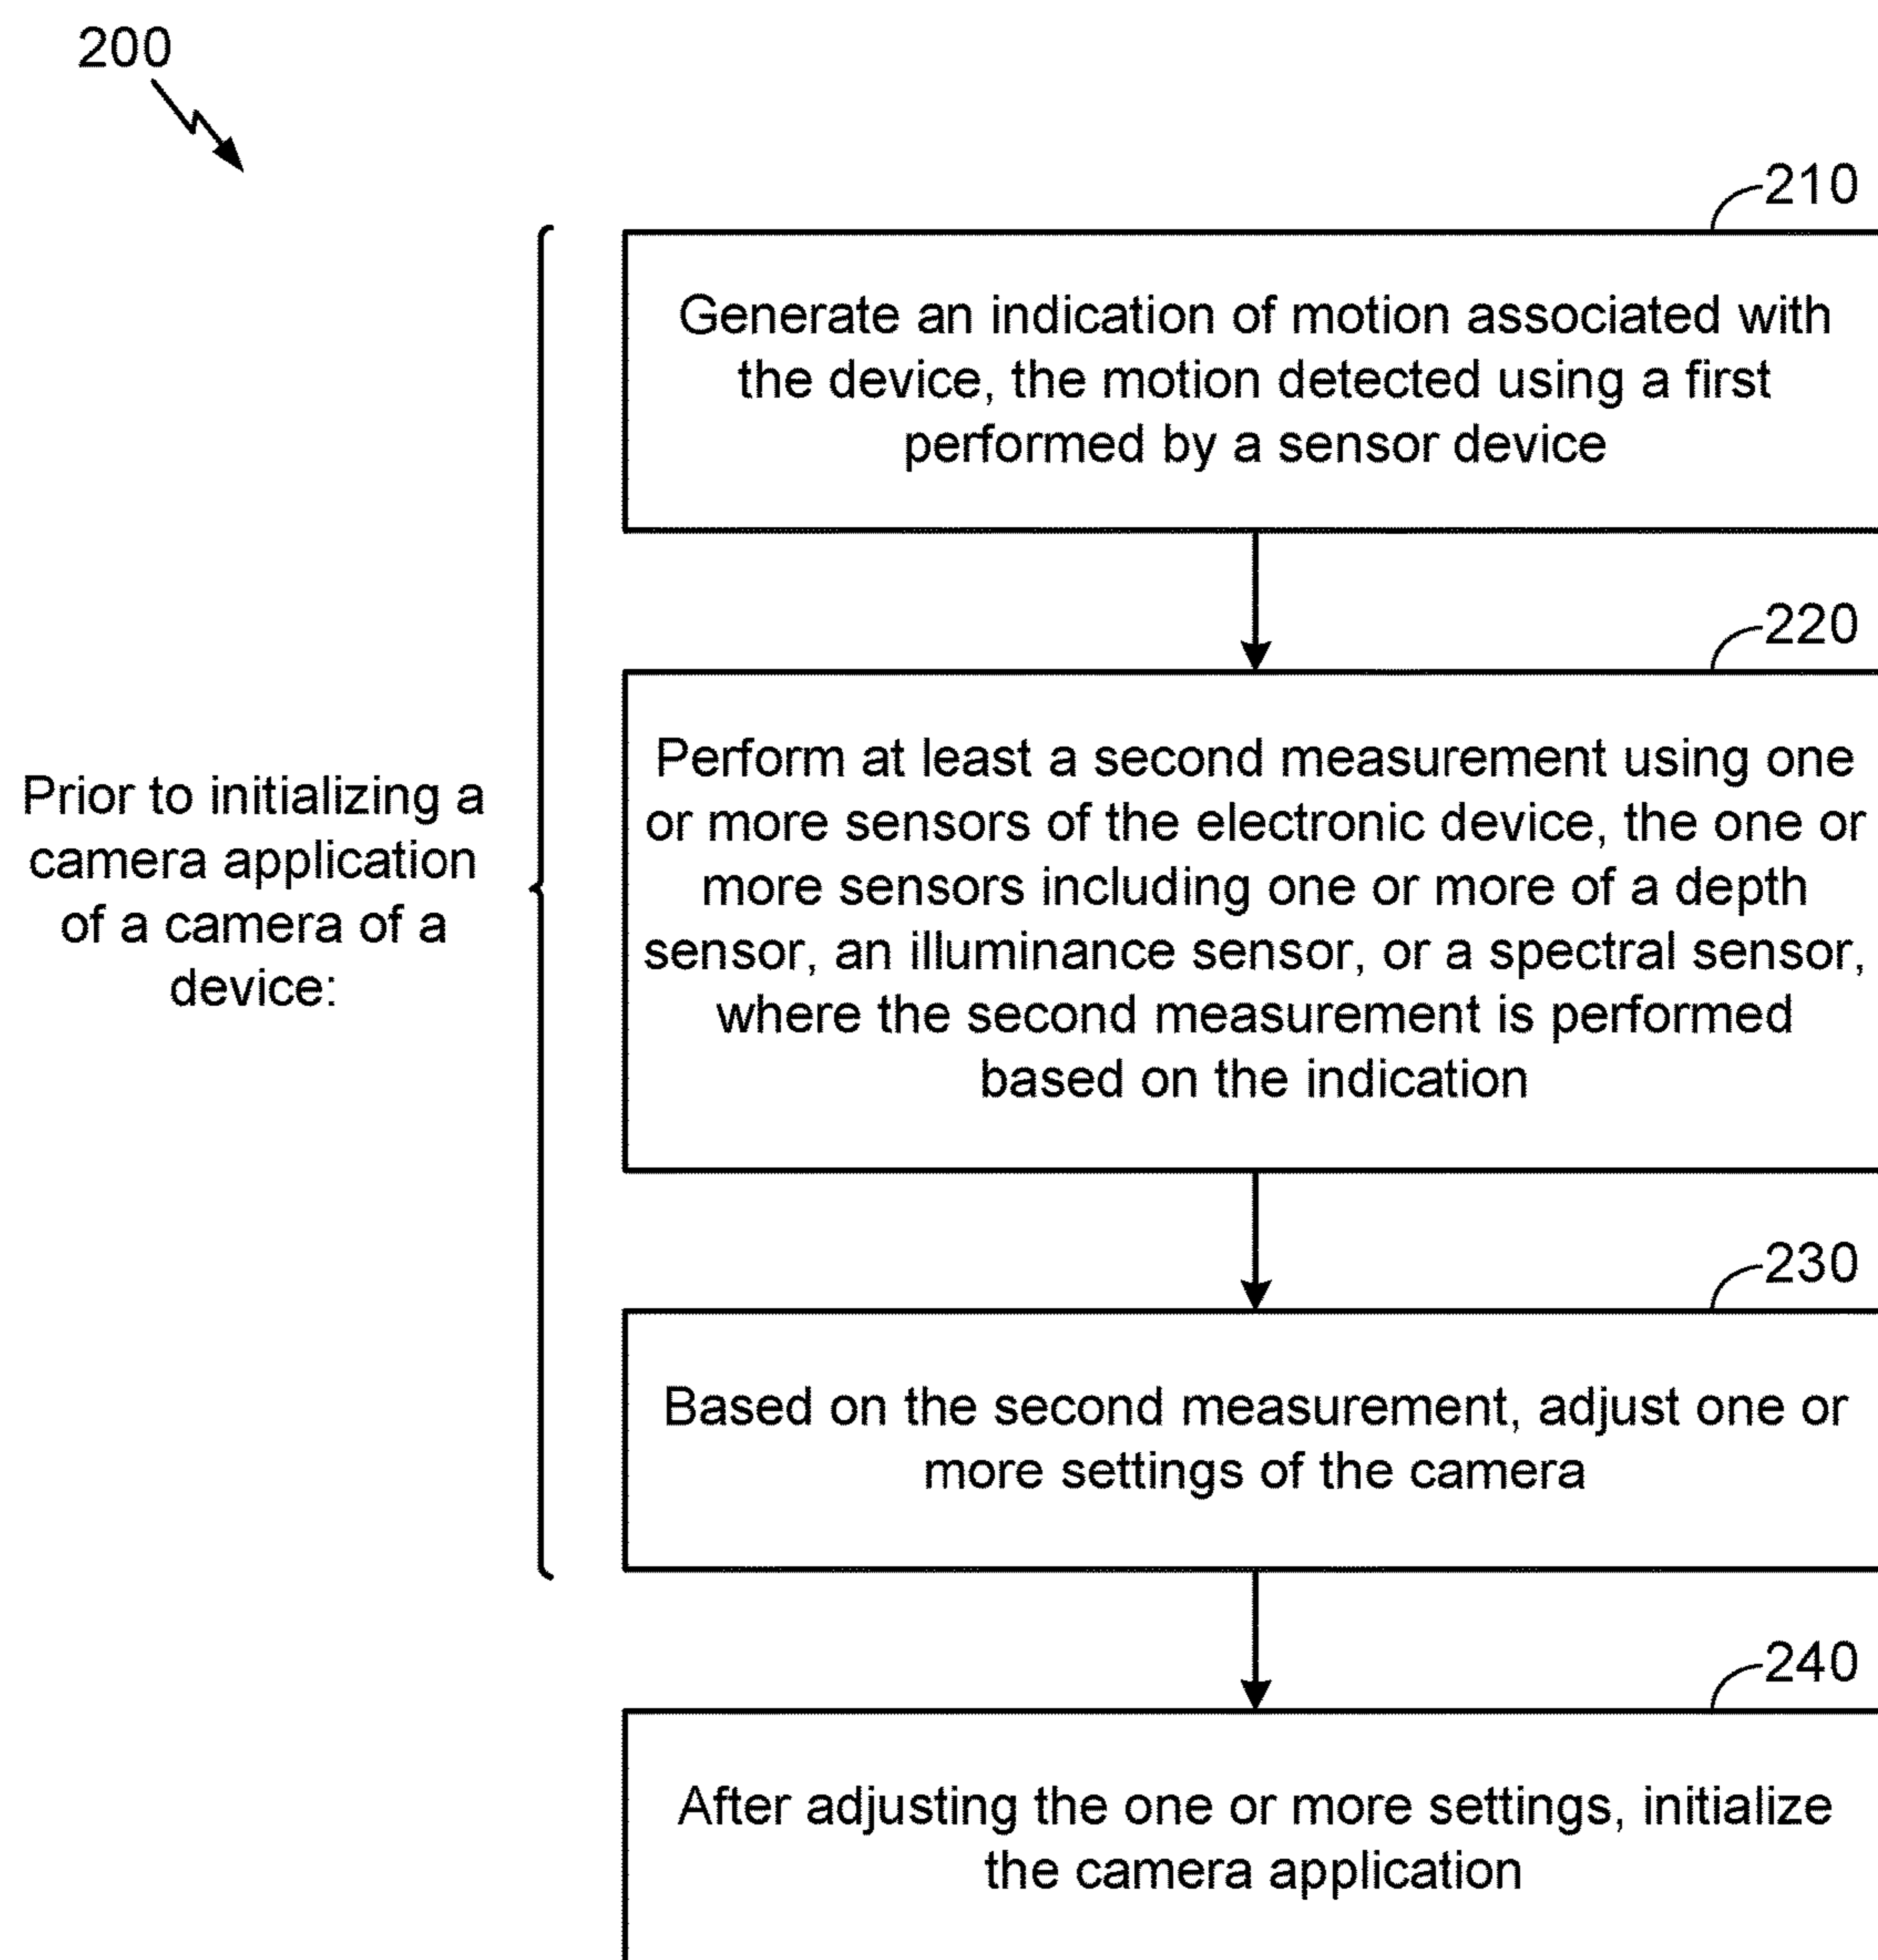 200
210
Generate an indication of motion associated with
the device, the motion detected using a first
performed by a sensor device
220
Prior to initializing a
camera application
of a camera of a
device:
Perform at least a second measurement using one
or more sensors of the electronic device, the one or
more sensors including one or more of a depth
sensor, an illuminance sensor, or a spectral sensor,
where the second measurement is performed
based on the indication
230
Based on the second measurement, adjust one or
more settings of the camera
240
After adjusting the one or more settings, initialize
the camera application